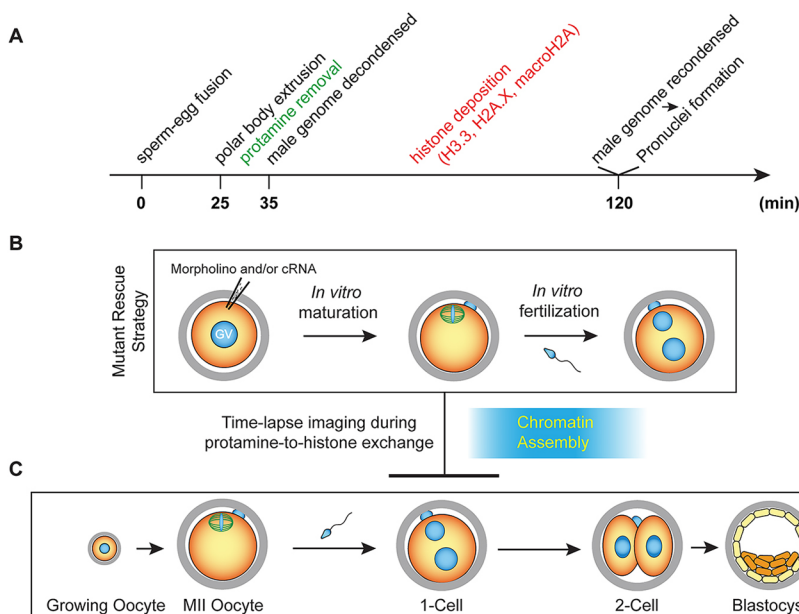 A
sperm-egg fusion
polar body extrusion
protamine removal
male genome decondensed
histone deposition
(H3.3, H2A.X, macroH2A)
male genome recondensed
Pronuclei formation
0
25
35
120
(min)
B
Mutant Rescue
Strategy
Morpholino and/or cRNA
GV
In vitro
maturation
In vitro
fertilization
Time-lapse imaging during
protamine-to-histone exchange
Chromatin
Assembly
C
Growing Oocyte
MII Oocyte
1-Cell
2-Cell
Blastocys